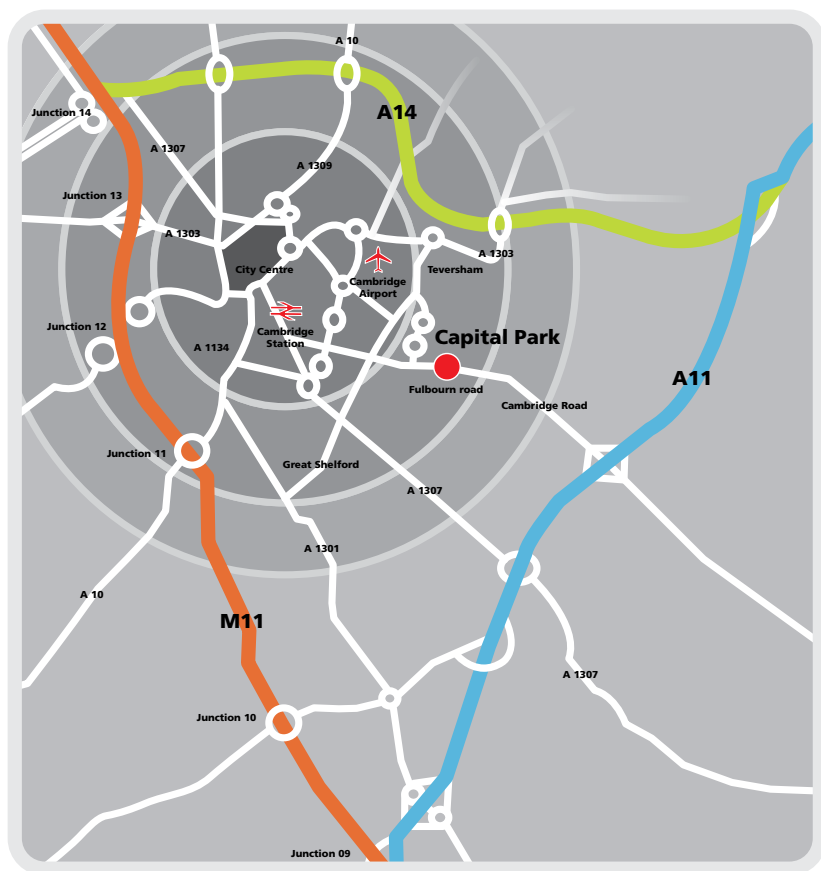 A 10
A14
Junction 14
A 1307
A 1309
Junction 13
A 1303
A 1303
City Centre
Teversham
Cambridge
Airport
Junction 12
Cambridge
Station
A 1134
Capital Park
A11
Fulbourn road
Cambridge Road
Junction 11
Great Shelford
A 1307
A 1301
A 10
M11
A 1307
Junction 10
Junction 09